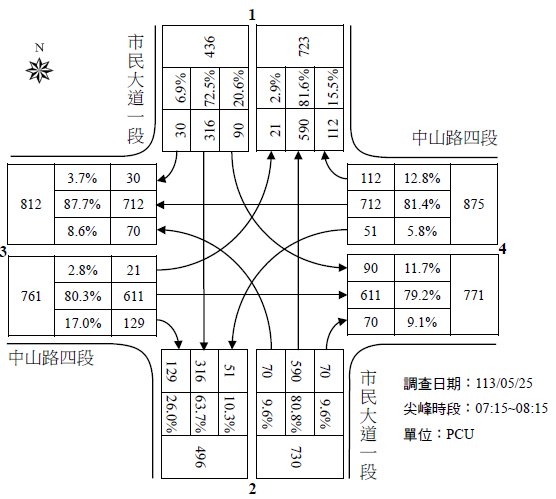 1
N
市民大道一段
436
723
6.9% 72.5% 20.6%
2.9% 81.6% 15.5%
30 316 90
21 590 112
中山路四段
812
3.7% 30
87.7% 712
8.6% 70
112 12.8%
712 81.4%
51 5.8%
875
3
4
761
2.8% 21
80.3% 611
17.0% 129
90 11.7%
611 79.2%
70 9.1%
771
中山路四段
129 316 51
70 590 70
26.0% 63.7% 10.3%
9.6% 80.8% 9.6%
496
730
市民大道一段
2
調查日期：113/05/25
尖峰時段：07:15~08:15
單位：PCU